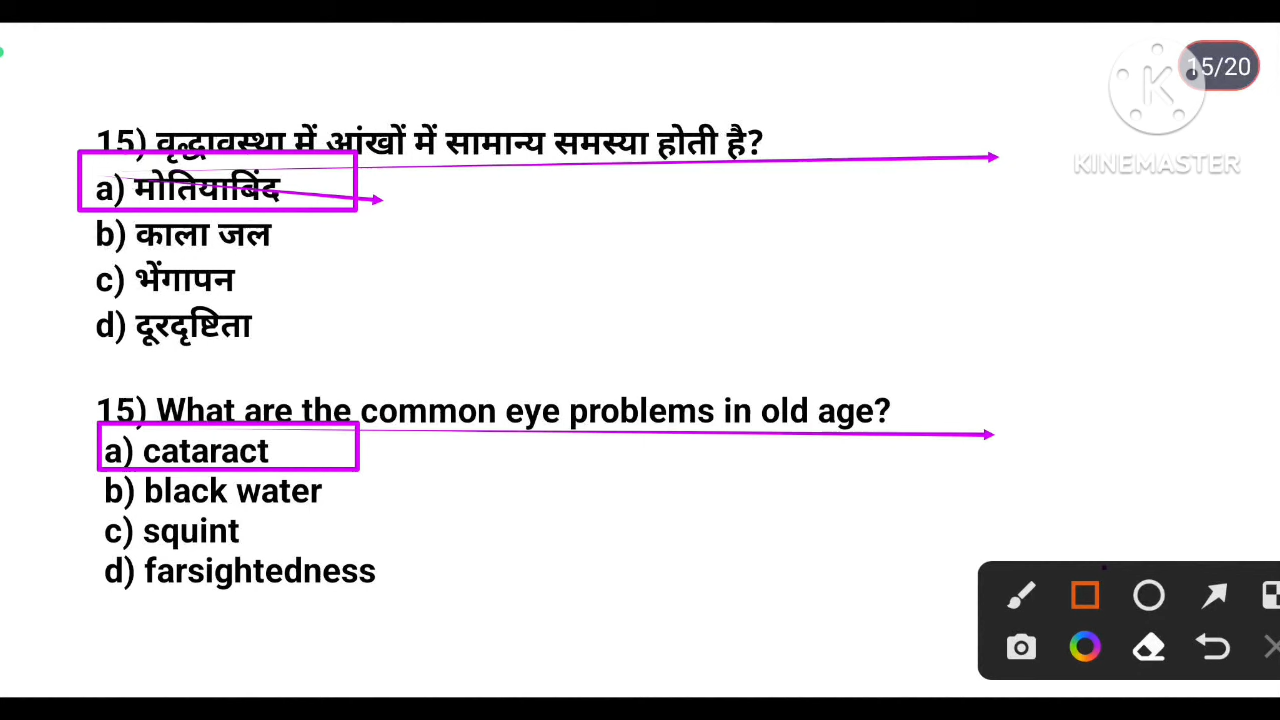 15/20
KINEMASTER
15) वृद्धावस्था में आंखों में सामान्य समस्या होती है?
a) मोतियाबिंद
b) काला जल
c) भेंगापन
d) दूरदृष्टिता
15) What are the common eye problems in old age?
a) cataract
b) black water
c) squint
d) farsightedness